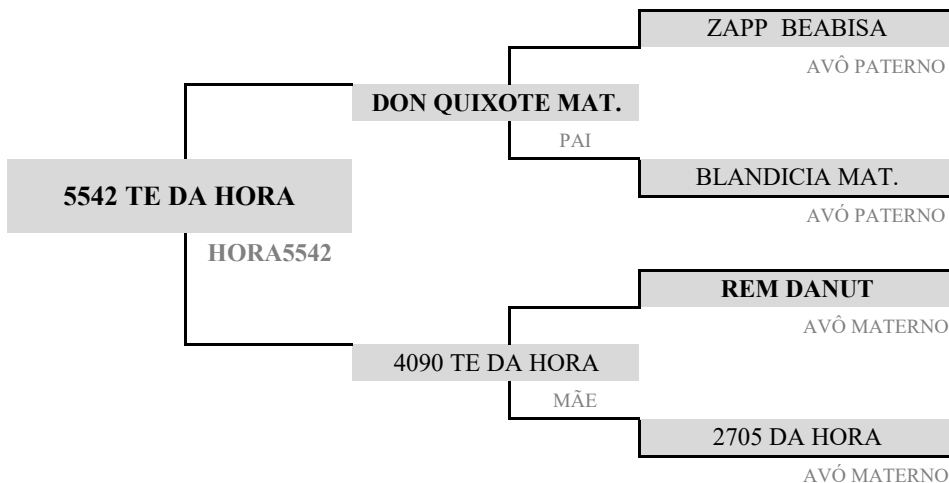 ZAPP BEABISA
AVÔ PATERNO
DON QUIXOTE MAT.
PAI
BLANDICIA MAT.
AVÓ PATERNO
5542 TE DA HORA
HORA5542
REM DANUT
AVÔ MATERNO
4090 TE DA HORA
MÃE
2705 DA HORA
AVÓ MATERNO